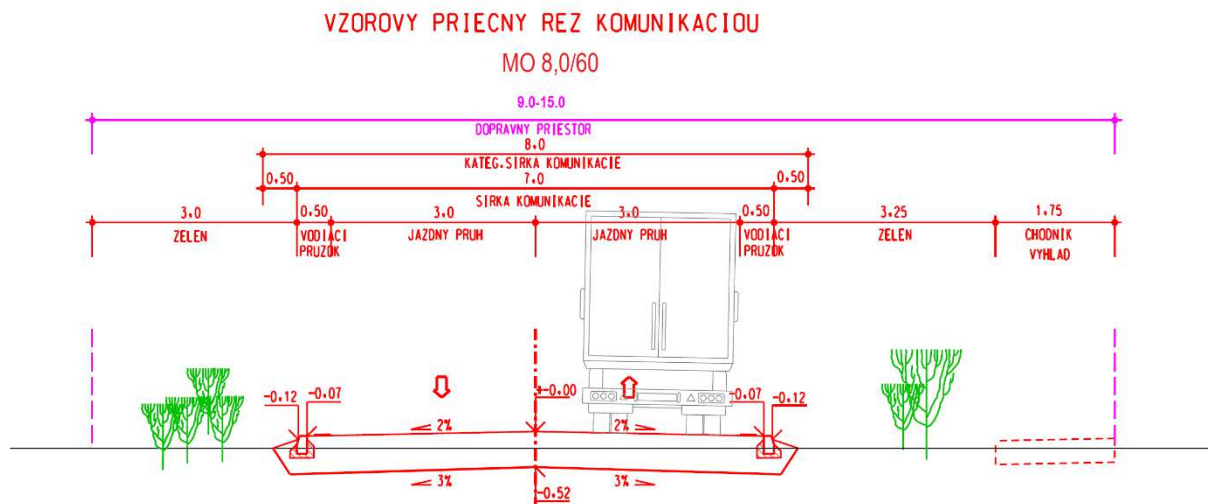 VZOROVY PRIECNY REZ KOMUNIKACIOU
MO 8,0/60
9.0-15.0
DOPRAVNY PRIESTOR
8.0
KATEG.SIRKA KOMUNIKACIE
0.50 7.0 0.50
SIRKA KOMUNIKACIE
3.0 0.50 3.0 3.0 0.50 3.25 1.75
ZELEN VODIACI JAZDNY PRUH JAZDNY PRUH VODIACI ZELEN CHODNIK
PRUZOK PRUZOK VYHLAD
-0.12 -0.07 +-0.00 -0.07 -0.12
2% 2%
3% 3%
-0.52